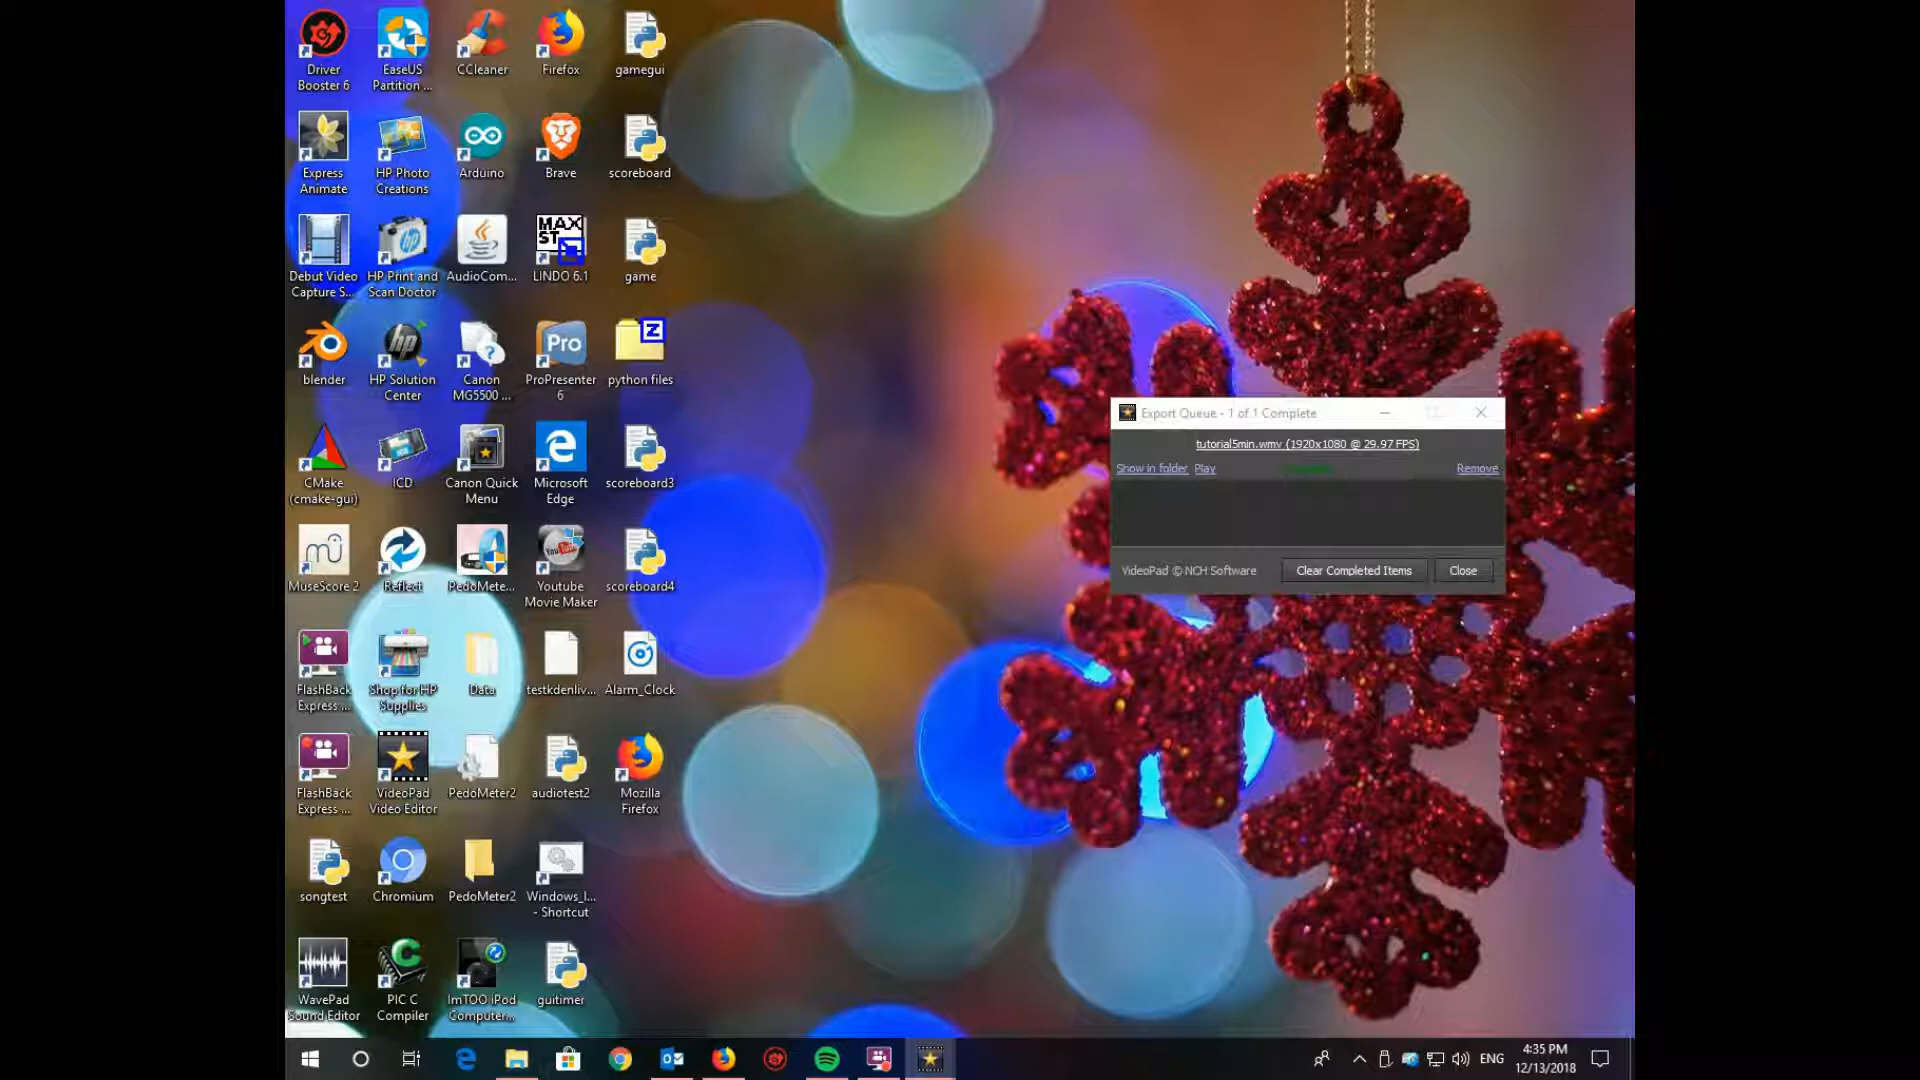 Driver
Booster 6
EaseUS
Partition ...
CCleaner
Firefox
gamegui
Express
Animate
HP Photo
Creations
Arduino
Brave
scoreboard
Debut Video
Capture S...
HP Print and
Scan Doctor
AudioCom...
MAX
ST
LINDO 6.1
game
blender
HP Solution
Center
Canon
MG5500 ...
Pro
ProPresenter
6
Z
python files
CMake
(cmake-gui)
ICD
Canon Quick
Menu
Microsoft
Edge
scoreboard3
MuseScore 2
Reflect
PedoMete...
Youtube
Movie Maker
scoreboard4
FlashBack
Express ...
Shop for HP
Supplies
Data
testkdenliv...
Alarm_Clock
FlashBack
Express ...
VideoPad
Video Editor
PedoMeter2
audiotest2
Mozilla
Firefox
songtest
Chromium
PedoMeter2
Windows_I...
- Shortcut
WavePad
Sound Editor
PIC C
Compiler
ImTOO iPod
Computer...
guitimer
Export Queue - 1 of 1 Complete
tutorial5min.wmv (1920x1080 @ 29.97 FPS)
Show in folder Play Remove
VideoPad © NCH Software Clear Completed Items Close
ENG
4:35 PM
12/13/2018